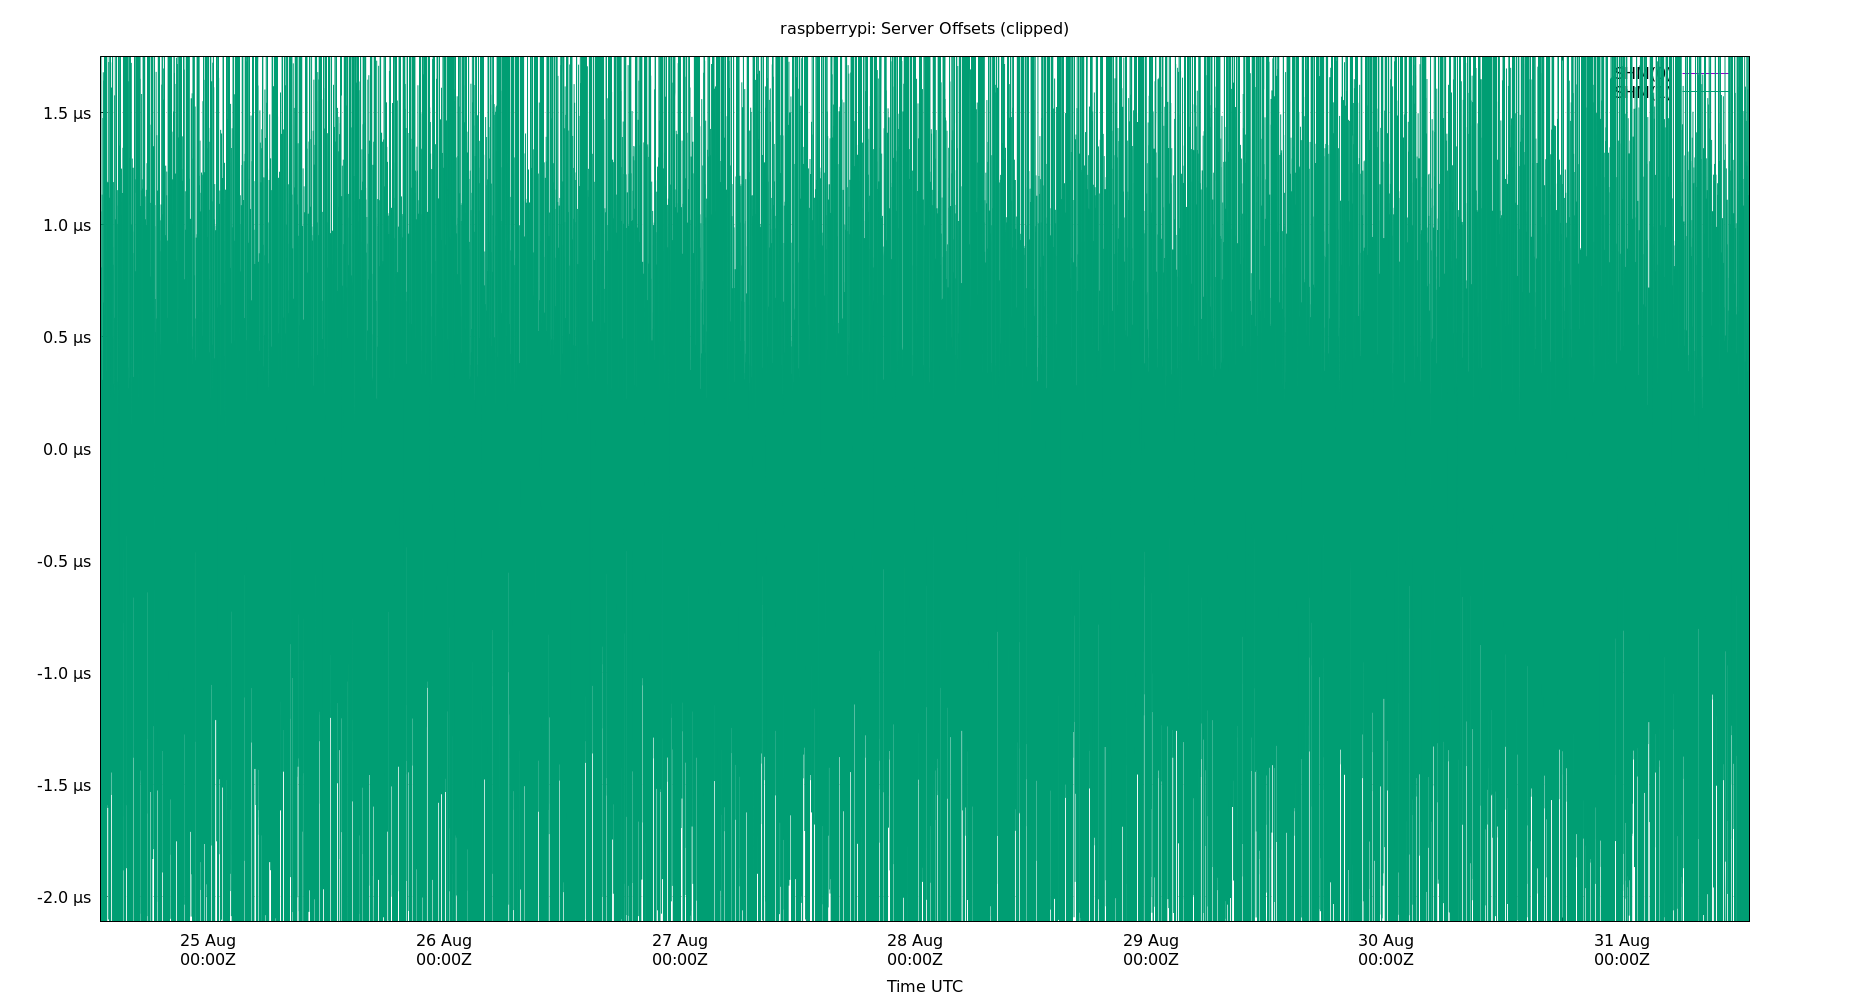 raspberrypi: Server Offsets (clipped)
SHM(0)
1.5 µs
1.0 µs
0.5 µs
0.0 µs
-0.5 µs
-1.0 µs
-1.5 µs
-2.0 µs
25 Aug 26 Aug 27 Aug 28 Aug 29 Aug 30 Aug 31 Aug
00:00Z 00:00Z 00:00Z 00:00Z 00:00Z 00:00Z 00:00Z
Time UTC